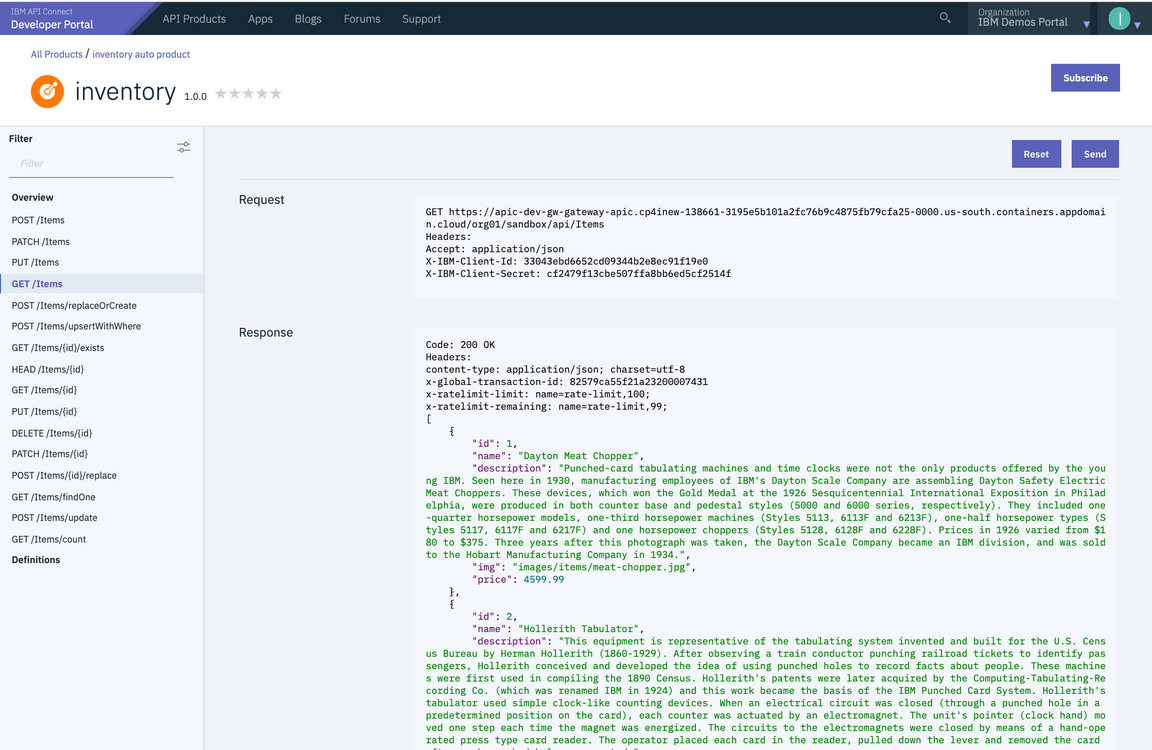 IBM API Connect
Developer Portal
API Products
Apps
Blogs
Forums
Support
Organization
IBM Demos Portal
I
All Products / inventory auto product
inventory 1.0.0
Subscribe
Filter
Filter
Overview
POST /Items
PATCH /Items
PUT /Items
GET /Items
POST /Items/replaceOrCreate
POST /Items/upsertWithWhere
GET /Items/{id}/exists
HEAD /Items/{id}
GET /Items/{id}
PUT /Items/{id}
DELETE /Items/{id}
PATCH /Items/{id}
POST /Items/{id}/replace
GET /Items/findOne
POST /Items/update
GET /Items/count
Definitions
Reset
Send
Request
GET https://apic-dev-gw-gateway-apic.cp4inew-138661-3195e5b101a2fc76b9c4875fb79cfa25-0000.us-south.containers.appdomai
n.cloud/org01/sandbox/api/Items
Headers:
Accept: application/json
X-IBM-Client-Id: 33043ebd6652cd09344b2e8ec91f19e0
X-IBM-Client-Secret: cf2479f13cbe507ffa8bb6ed5cf2514f
Response
Code: 200 OK
Headers:
content-type: application/json; charset=utf-8
x-global-transaction-id: 82579ca55f21a23200007431
x-ratelimit-limit: name=rate-limit,100;
x-ratelimit-remaining: name=rate-limit,99;
[
{
"id": 1,
"name": "Dayton Meat Chopper",
"description": "Punched-card tabulating machines and time clocks were not the only products offered by the you
ng IBM. Seen here in 1930, manufacturing employees of IBM's Dayton Scale Company are assembling Dayton Safety Electric
Meat Choppers. These devices, which won the Gold Medal at the 1926 Sesquicentennial International Exposition in Philad
elphia, were produced in both counter base and pedestal styles (5000 and 6000 series, respectively). They included one
-quarter horsepower models, one-third horsepower machines (Styles 5113, 6113F and 6213F), one-half horsepower types (S
tyles 5117, 6117F and 6217F) and one horsepower choppers (Styles 5128, 6128F and 6228F). Prices in 1926 varied from $1
80 to $375. Three years after this photograph was taken, the Dayton Scale Company became an IBM division, and was sold
to the Hobart Manufacturing Company in 1934.",
"img": "images/items/meat-chopper.jpg",
"price": 4599.99
},
{
"id": 2,
"name": "Hollerith Tabulator",
"description": "This equipment is representative of the tabulating system invented and built for the U.S. Cens
us Bureau by Herman Hollerith (1860-1929). After observing a train conductor punching railroad tickets to identify pas
sengers, Hollerith conceived and developed the idea of using punched holes to record facts about people. These machine
s were first used in compiling the 1890 Census. Hollerith's patents were later acquired by the Computing-Tabulating-Re
cording Co. (which was renamed IBM in 1924) and this work became the basis of the IBM Punched Card System. Hollerith's
tabulator used simple clock-like counting devices. When an electrical circuit was closed (through a punched hole in a
predetermined position on the card), each counter was actuated by an electromagnet. The unit's pointer (clock hand) mo
ved one step each time the magnet was energized. The circuits to the electromagnets were closed by means of a hand-ope
rated press type card reader. The operator placed each card in the reader, pulled down the lever and removed the card